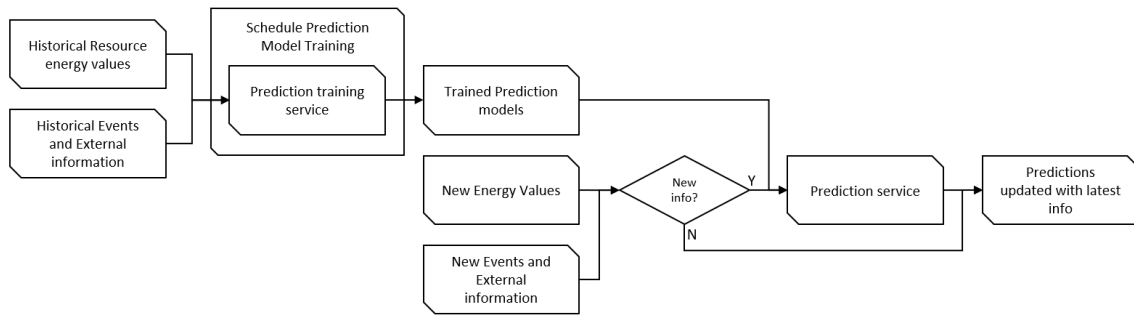 Historical Resource
energy values
Historical Events
and External
information
Schedule Prediction
Model Training
Prediction training
service
Trained Prediction
models
New Energy Values
New Events and
External
information
New
info?
Y
N
Prediction service
Predictions
updated with latest
info